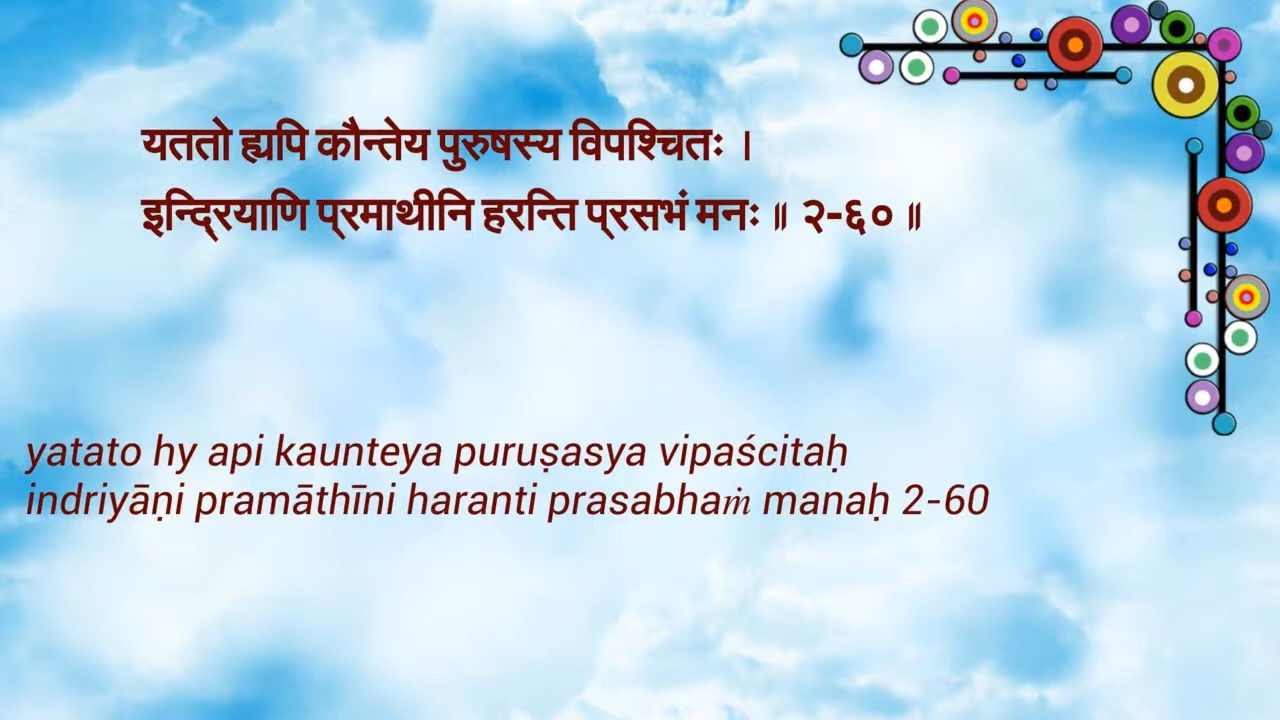 यततो ह्यपि कौन्तेय पुरुषस्य विपश्चितः ।
इन्द्रियाणि प्रमाथीनि हरन्ति प्रसभं मनः ॥ २-६० ॥
yatato hy api kaunteya puruṣasya vipaścitaḥ
indriyāṇi pramāthīni haranti prasabhaṁ manaḥ 2-60